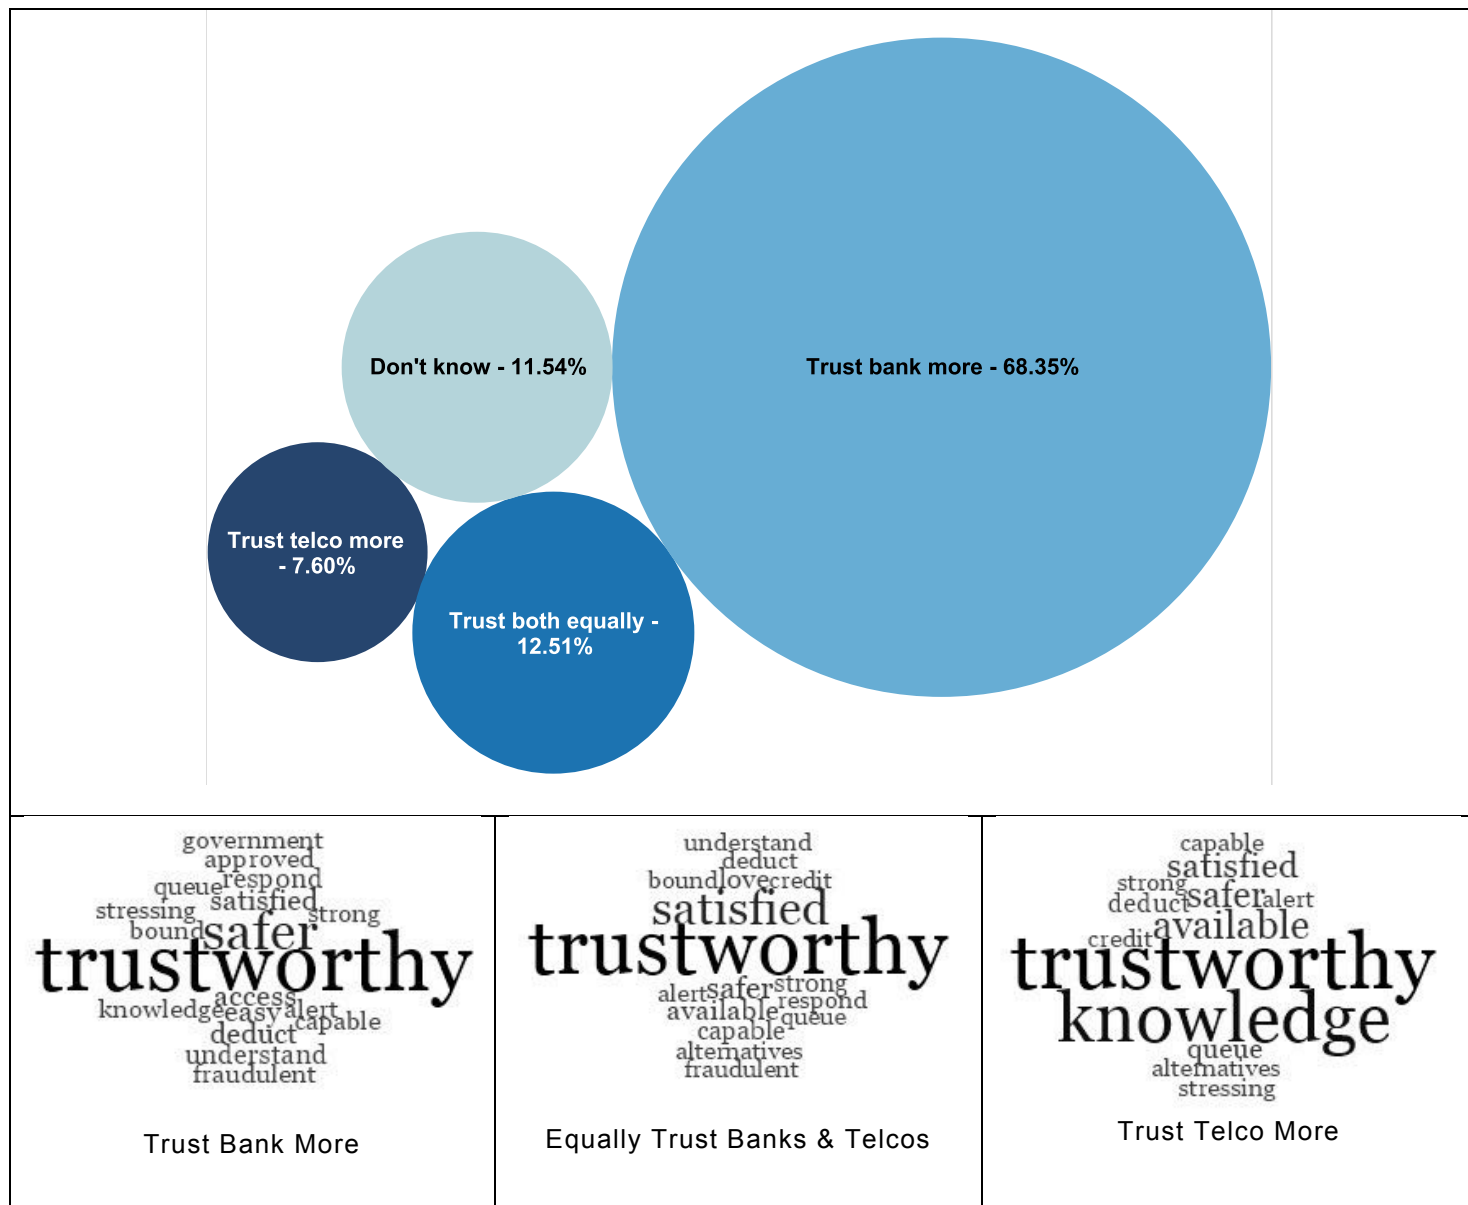 Don't know - 11.54%
Trust bank more - 68.35%
Trust telco more
- 7.60%
Trust both equally -
12.51%
government
approved
queue respond
satisfied
stressing strong
bound safer
trustworthy
access
knowledge easy alert
capable
deduct
understand
fraudulent
Trust Bank More
understand
deduct
bound love credit
satisfied
trustworthy
alert safer strong
respond
available queue
capable
alternatives
fraudulent
Equally Trust Banks & Telcos
capable
satisfied
strong safer alert
deduct
available
credit
trustworthy
knowledge
queue
alternatives
stressing
Trust Telco More